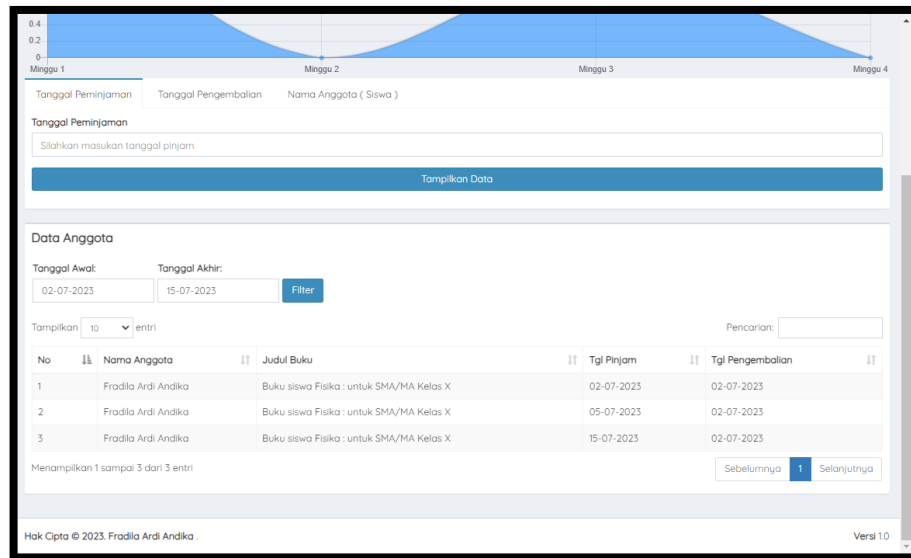 0.4
0.2
0
Minggu 1 Minggu 2 Minggu 3 Minggu 4
Tanggal Peminjaman Tanggal Pengembalian Nama Anggota ( Siswa )
Tanggal Peminjaman
Silahkan masukan tanggal pinjam
Tampilkan Data
Data Anggota
Tanggal Awal: Tanggal Akhir:
02-07-2023 15-07-2023 Filter
Tampilkan 10 entri Pencarian:
No Nama Anggota Judul Buku Tgl Pinjam Tgl Pengembalian
1 Fradila Ardi Andika Buku siswa Fisika : untuk SMA/MA Kelas X 02-07-2023 02-07-2023
2 Fradila Ardi Andika Buku siswa Fisika : untuk SMA/MA Kelas X 05-07-2023 02-07-2023
3 Fradila Ardi Andika Buku siswa Fisika : untuk SMA/MA Kelas X 15-07-2023 02-07-2023
Menampilkan 1 sampai 3 dari 3 entri Sebelumnya 1 Selanjutnya
Hak Cipta © 2023. Fradila Ardi Andika . Versi 1.0